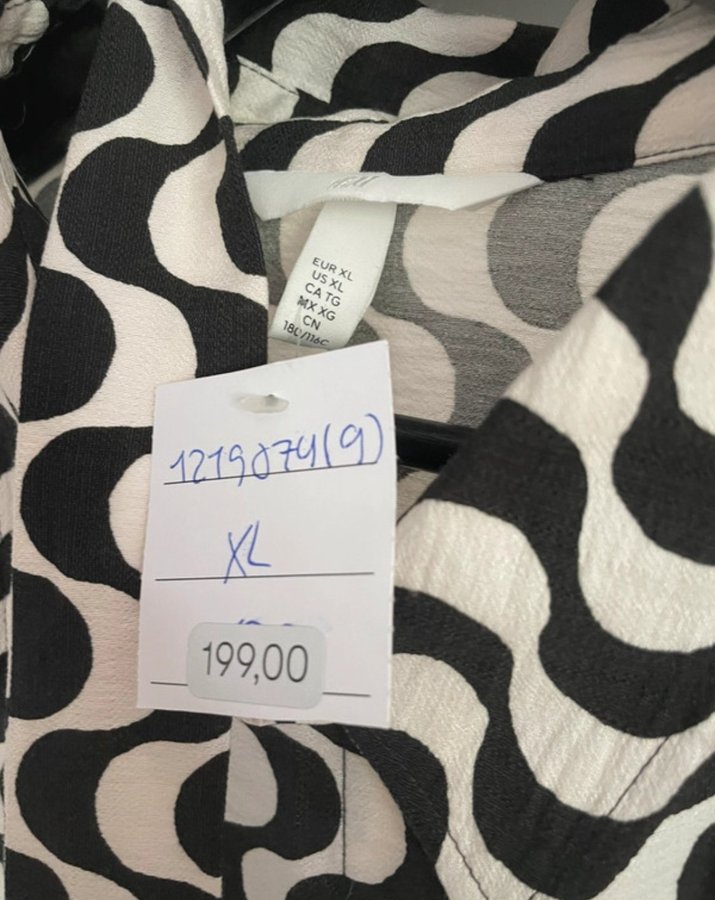 H&M
EUR XL
US XL
CA TG
MX XG
CN
180/116C
1219074(9)
XL
199,00